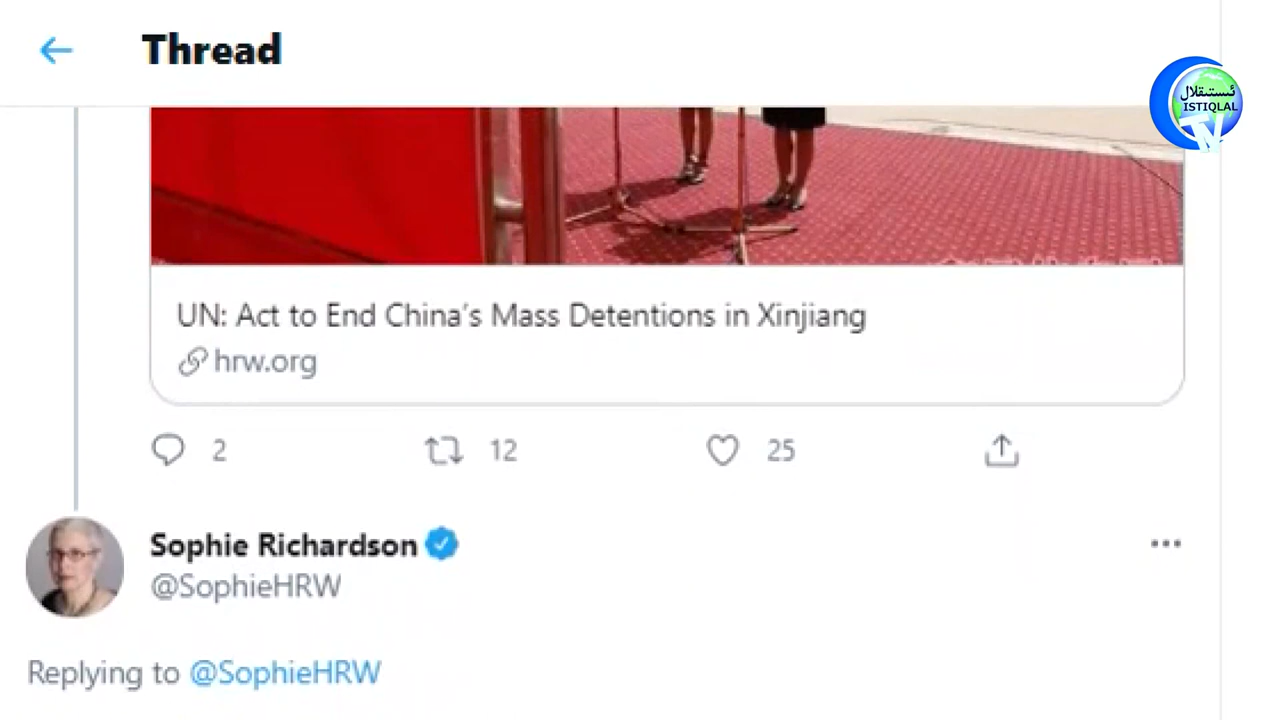 Thread
ئىستىقلال
ISTIQLAL
TV
UN: Act to End China's Mass Detentions in Xinjiang
hrw.org
2 12 25
Sophie Richardson
@SophieHRW
Replying to @SophieHRW